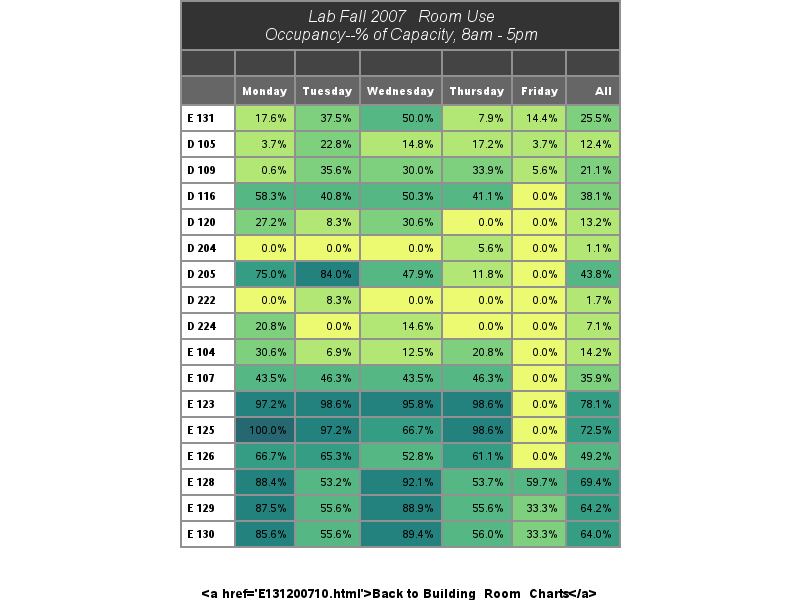 Lab Fall 2007   Room Use
Occupancy--% of Capacity, 8am - 5pm
Monday Tuesday Wednesday Thursday Friday All
E 131 17.6% 37.5% 50.0% 7.9% 14.4% 25.5%
D 105 3.7% 22.8% 14.8% 17.2% 3.7% 12.4%
D 109 0.6% 35.6% 30.0% 33.9% 5.6% 21.1%
D 116 58.3% 40.8% 50.3% 41.1% 0.0% 38.1%
D 120 27.2% 8.3% 30.6% 0.0% 0.0% 13.2%
D 204 0.0% 0.0% 0.0% 5.6% 0.0% 1.1%
D 205 75.0% 84.0% 47.9% 11.8% 0.0% 43.8%
D 222 0.0% 8.3% 0.0% 0.0% 0.0% 1.7%
D 224 20.8% 0.0% 14.6% 0.0% 0.0% 7.1%
E 104 30.6% 6.9% 12.5% 20.8% 0.0% 14.2%
E 107 43.5% 46.3% 43.5% 46.3% 0.0% 35.9%
E 123 97.2% 98.6% 95.8% 98.6% 0.0% 78.1%
E 125 100.0% 97.2% 66.7% 98.6% 0.0% 72.5%
E 126 66.7% 65.3% 52.8% 61.1% 0.0% 49.2%
E 128 88.4% 53.2% 92.1% 53.7% 59.7% 69.4%
E 129 87.5% 55.6% 88.9% 55.6% 33.3% 64.2%
E 130 85.6% 55.6% 89.4% 56.0% 33.3% 64.0%
<a href='E131200710.html'>Back to Building_Room_Charts</a>